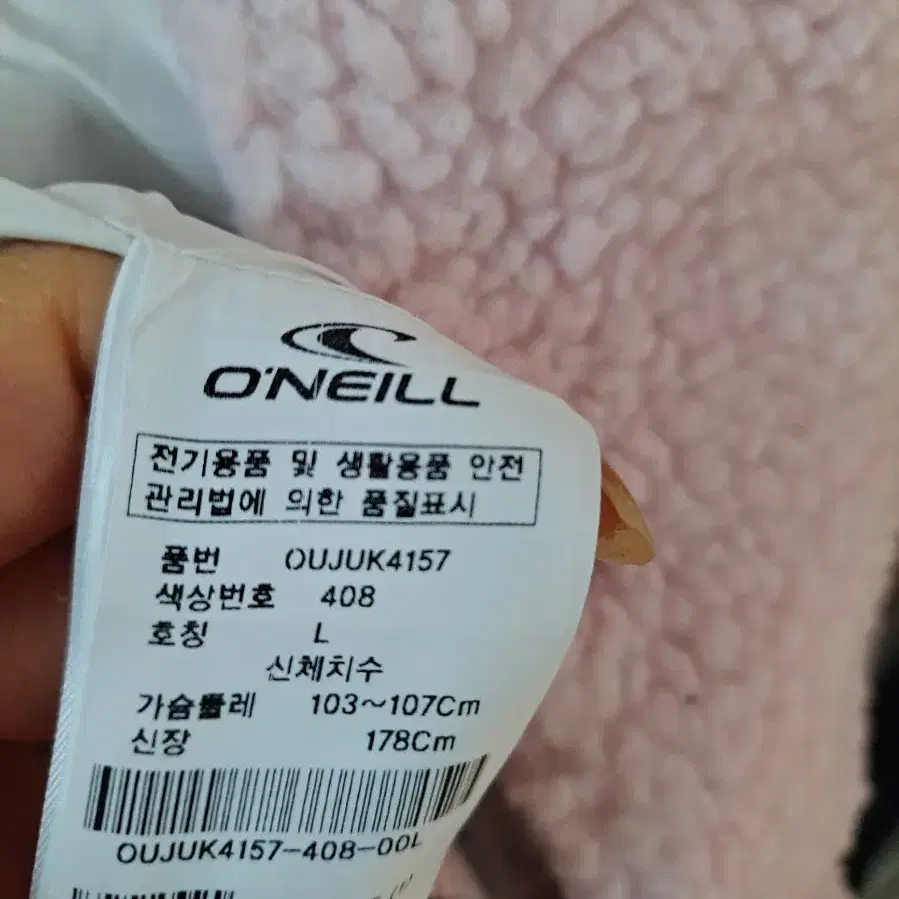 O'NEILL
전기용품 및 생활용품 안전
관리법에 의한 품질표시
품번 OUJUK4157
색상번호 408
호칭 L
신체치수
가슴둘레 103~107Cm
신장 178Cm
OUJUK4157-408-00L